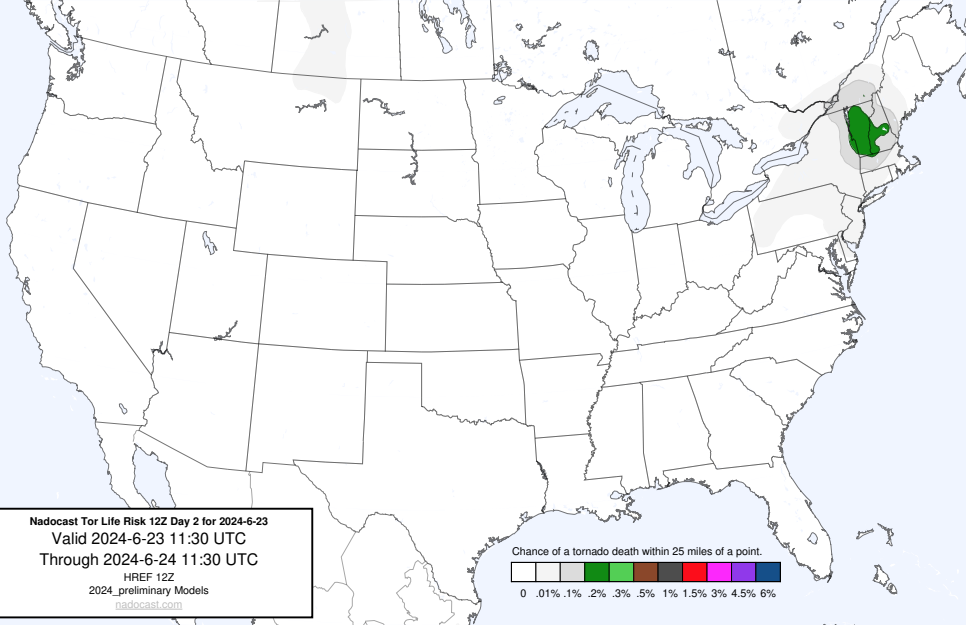 Nadocast Tor Life Risk 12Z Day 2 for 2024-6-23
Valid 2024-6-23 11:30 UTC
Through 2024-6-24 11:30 UTC
HREF 12Z
2024_preliminary Models
nadocast.com
Chance of a tornado death within 25 miles of a point.
0 .01% .1% .2% .3% .5% 1% 1.5% 3% 4.5% 6%